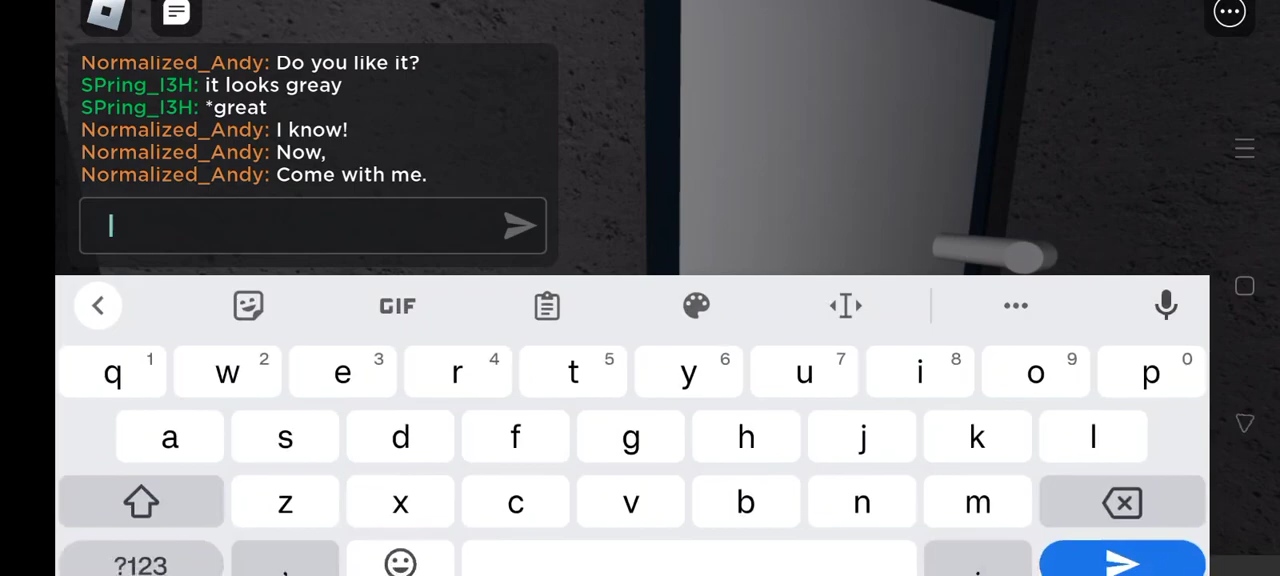 Normalized_Andy: Do you like it?
SPring_I3H: it looks greay
SPring_I3H: *great
Normalized_Andy: I know!
Normalized_Andy: Now,
Normalized_Andy: Come with me.
GIF
q 1 w 2 e 3 r 4 t 5 y 6 u 7 i 8 o 9 p 0
a s d f g h j k l
z x c v b n m
?123 , .